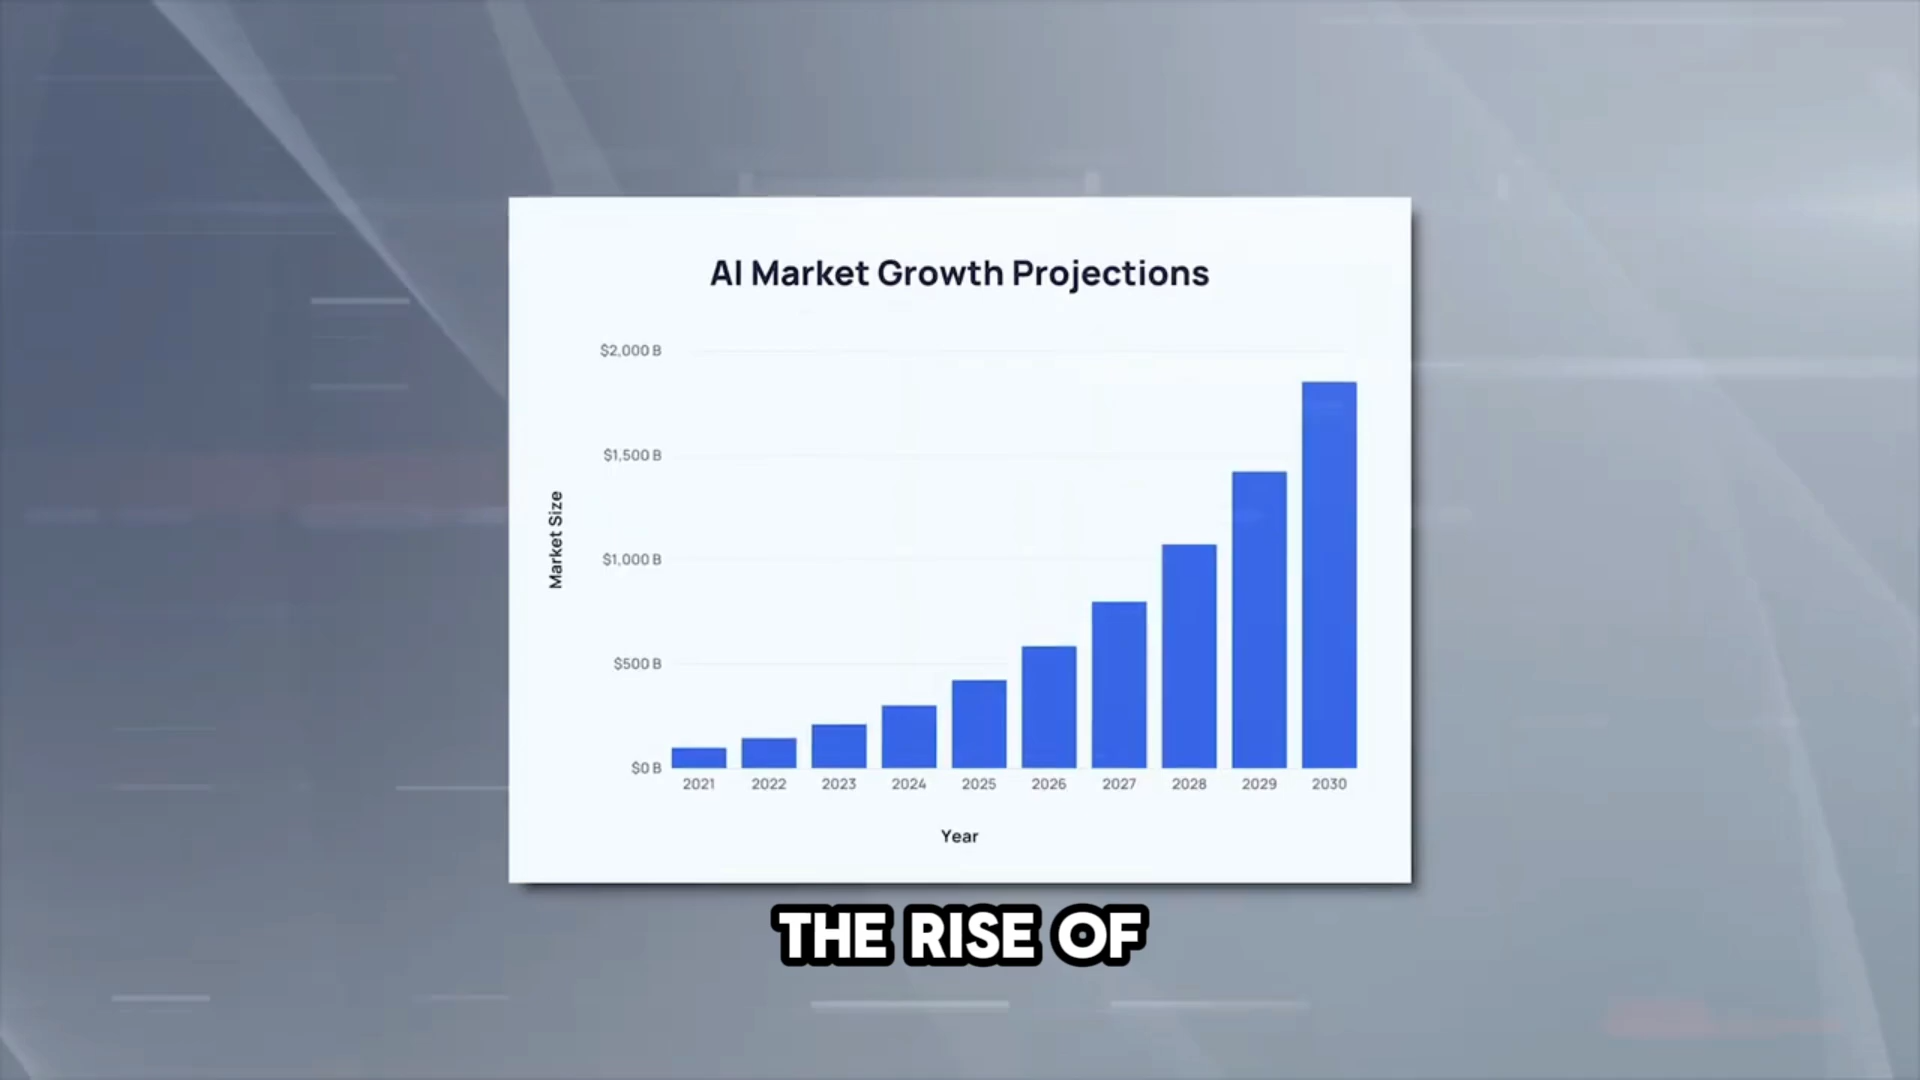 AI Market Growth Projections
$2,000 B
$1,500 B
$1,000 B
$500 B
$0 B
Market Size
2021 2022 2023 2024 2025 2026 2027 2028 2029 2030
Year
THE RISE OF